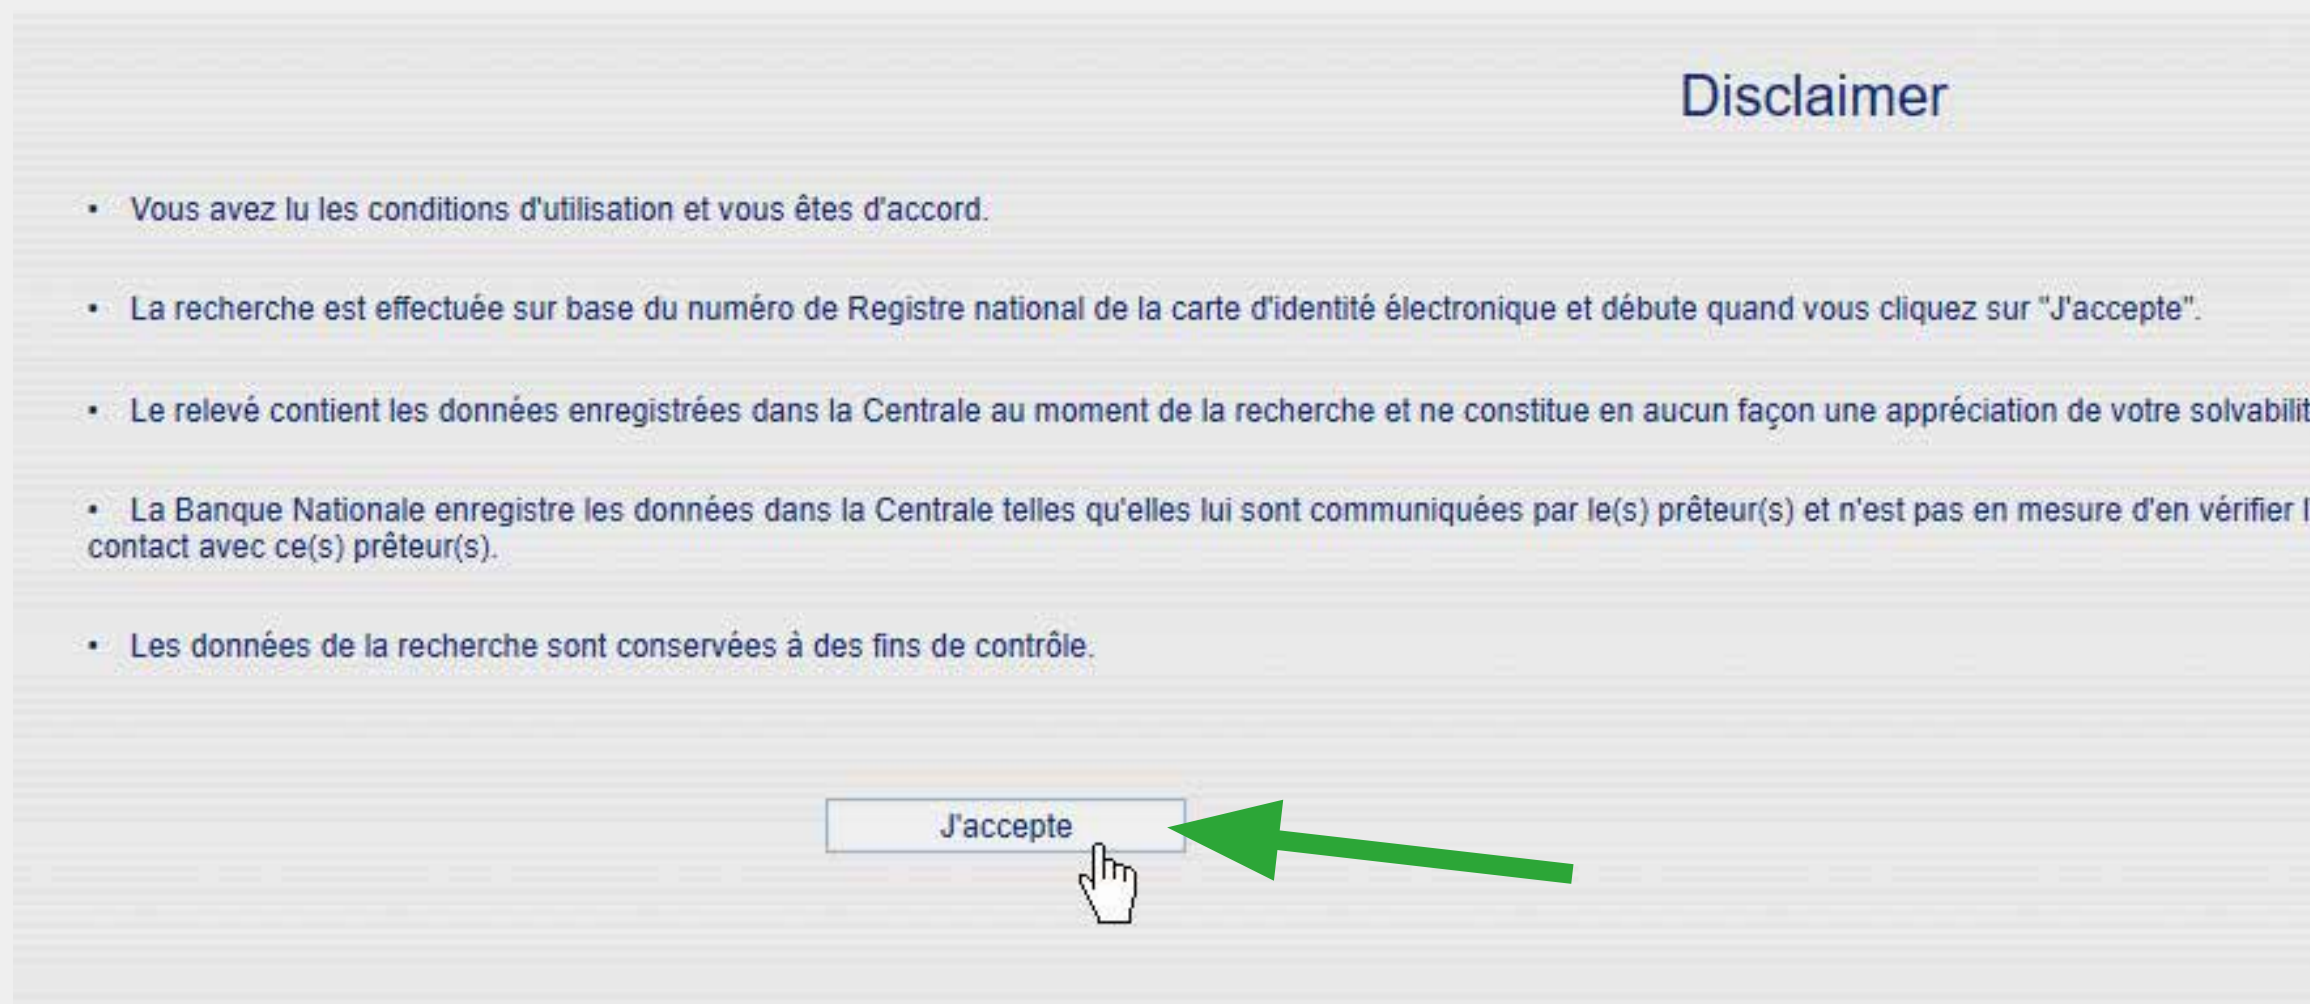 Disclaimer
• Vous avez lu les conditions d'utilisation et vous êtes d'accord.
• La recherche est effectuée sur base du numéro de Registre national de la carte d'identité électronique et débute quand vous cliquez sur "J'accepte".
• Le relevé contient les données enregistrées dans la Centrale au moment de la recherche et ne constitue en aucun façon une appréciation de votre solvabilit
• La Banque Nationale enregistre les données dans la Centrale telles qu'elles lui sont communiquées par le(s) prêteur(s) et n'est pas en mesure d'en vérifier l
contact avec ce(s) prêteur(s).
• Les données de la recherche sont conservées à des fins de contrôle.
J'accepte